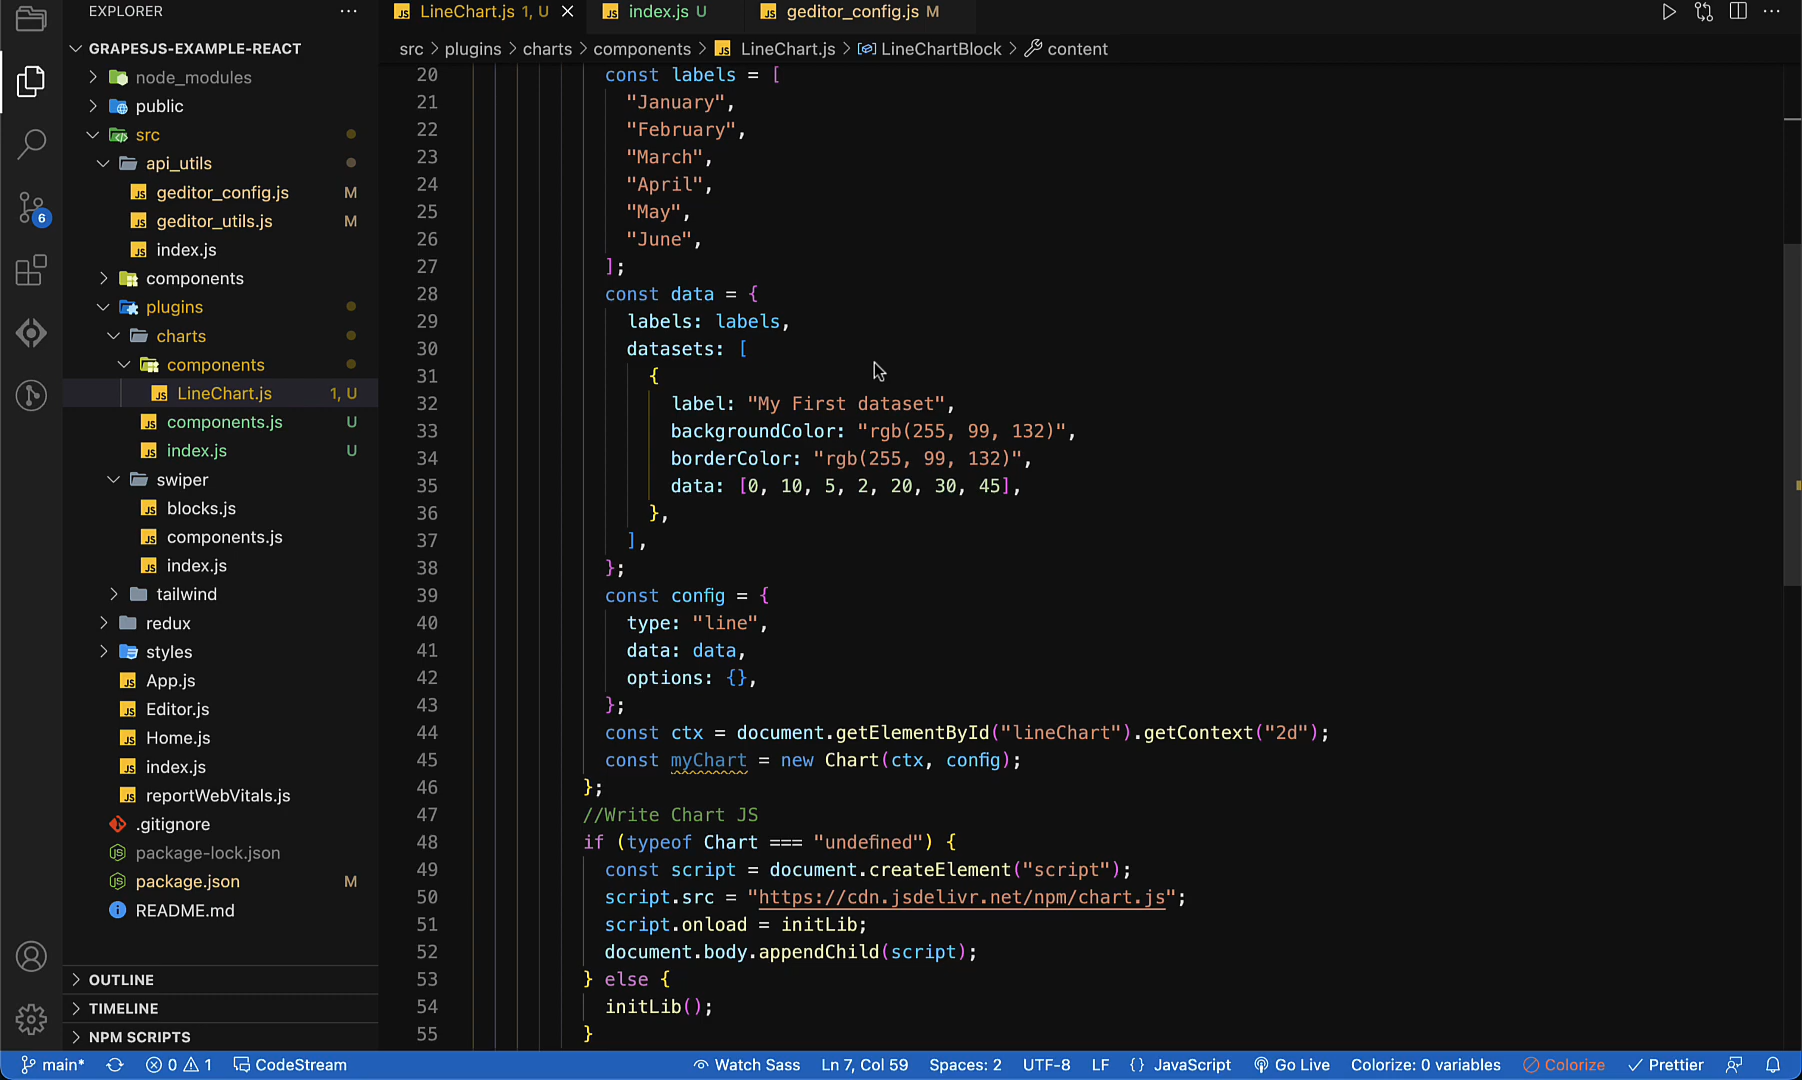 EXPLORER
···
GRAPESJS-EXAMPLE-REACT
node_modules
public
src
api_utils
geditor_config.js M
geditor_utils.js M
index.js
components
plugins
charts
components
LineChart.js 1, U
components.js U
index.js U
swiper
blocks.js
components.js
index.js
tailwind
redux
styles
App.js
Editor.js
Home.js
index.js
reportWebVitals.js
.gitignore
package-lock.json
package.json M
README.md
OUTLINE
TIMELINE
NPM SCRIPTS
6
LineChart.js 1, U
index.js U
geditor_config.js M
src > plugins > charts > components > LineChart.js > LineChartBlock > content
20 const labels = [
21 "January",
22 "February",
23 "March",
24 "April",
25 "May",
26 "June",
27 ];
28 const data = {
29 labels: labels,
30 datasets: [
31 {
32 label: "My First dataset",
33 backgroundColor: "rgb(255, 99, 132)",
34 borderColor: "rgb(255, 99, 132)",
35 data: [0, 10, 5, 2, 20, 30, 45],
36 },
37 ],
38 };
39 const config = {
40 type: "line",
41 data: data,
42 options: {},
43 };
44 const ctx = document.getElementById("lineChart").getContext("2d");
45 const myChart = new Chart(ctx, config);
46 };
47 //Write Chart JS
48 if (typeof Chart === "undefined") {
49 const script = document.createElement("script");
50 script.src = "https://cdn.jsdelivr.net/npm/chart.js";
51 script.onload = initLib;
52 document.body.appendChild(script);
53 } else {
54 initLib();
55 }
main* 0 1 CodeStream Watch Sass Ln 7, Col 59 Spaces: 2 UTF-8 LF {} JavaScript Go Live Colorize: 0 variables Colorize Prettier